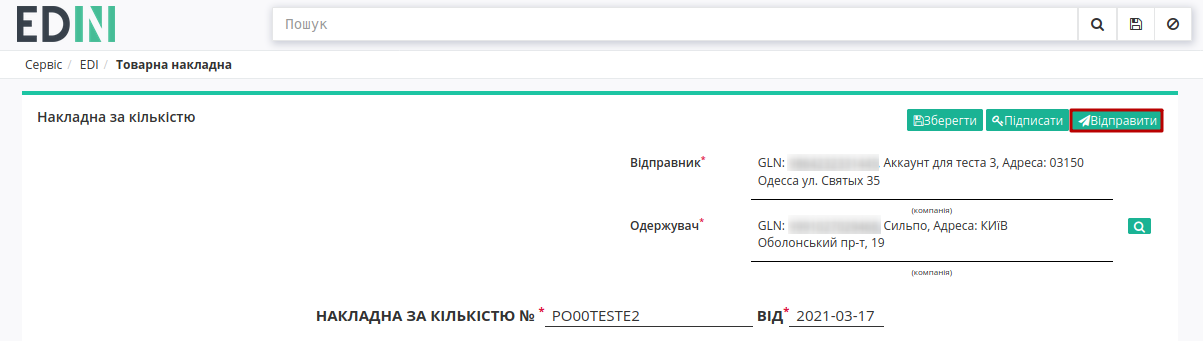 EDIN
Пошук
Сервіс / EDI / Товарна накладна
Накладна за кількістю
Зберегти Підписати Відправити
Відправник* GLN: Аккаунт для теста 3, Адреса: 03150
Одесса ул. Святых 35
(компанія)
Одержувач* GLN: Сильпо, Адреса: КИїВ
Оболонський пр-т, 19
(компанія)
НАКЛАДНА ЗА КІЛЬКІСТЮ № * PO00TESTE2 ВІД* 2021-03-17